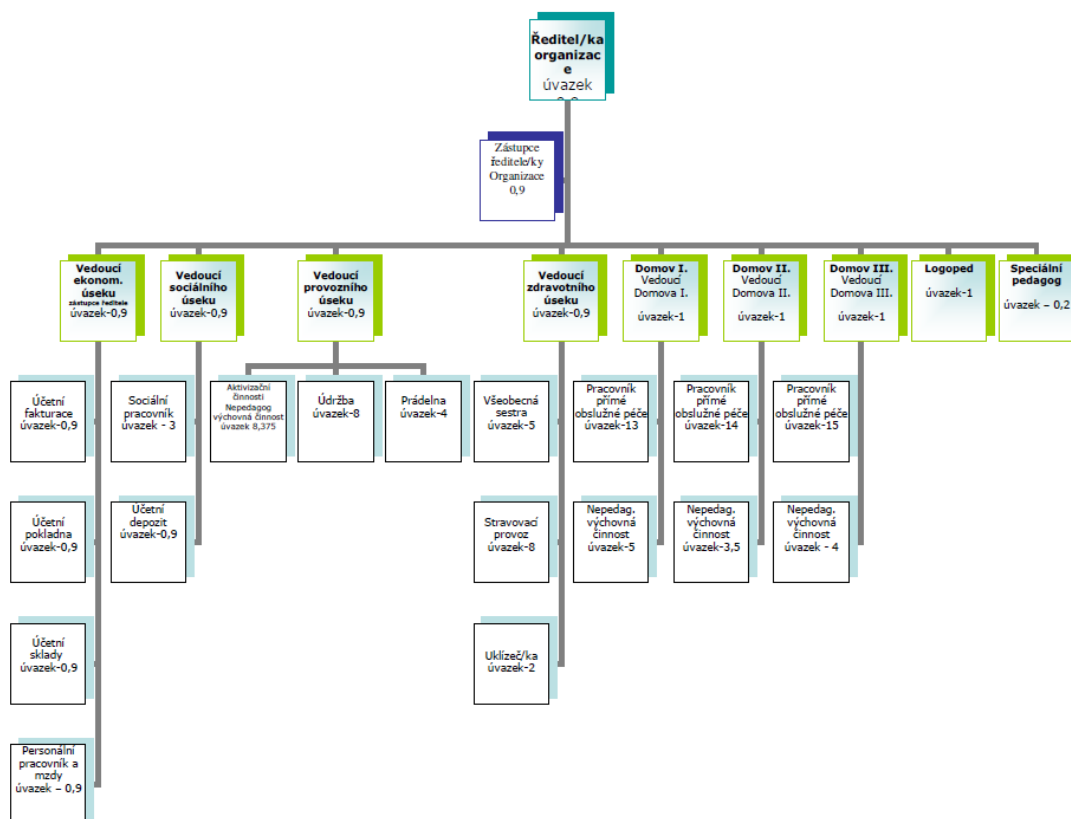 Ředitel/ka
organizac
e
úvazek
Zástupce
ředitele/ky
Organizace
0,9
Vedoucí
ekonom.
úseku
zástupce ředitele
úvazek-0,9
Vedoucí
sociálního
úseku
úvazek-0,9
Vedoucí
provozního
úseku
úvazek-0,9
Vedoucí
zdravotního
úseku
úvazek-0,9
Domov I.
Vedoucí
Domova I.
úvazek-1
Domov II.
Vedoucí
Domova II.
úvazek-1
Domov III.
Vedoucí
Domova III.
úvazek-1
Logoped
úvazek-1
Speciální
pedagog
úvazek – 0,2
Účetní
fakturace
úvazek-0,9
Sociální
pracovník
úvazek - 3
Aktivizační
činnosti
Nepedagog
výchovná činnost
úvazek 8,375
Údržba
úvazek-8
Prádelna
úvazek-4
Všeobecná
sestra
úvazek-5
Pracovník
přímé
obslužné péče
úvazek-13
Pracovník
přímé
obslužné péče
úvazek-14
Pracovník
přímé
obslužné péče
úvazek-15
Účetní
pokladna
úvazek-0,9
Účetní
depozit
úvazek-0,9
Stravovací
provoz
úvazek-8
Nepedag.
výchovná
činnost
úvazek-5
Nepedag.
výchovná
činnost
úvazek-3,5
Nepedag.
výchovná
činnost
úvazek - 4
Účetní
sklady
úvazek-0,9
Uklízeč/ka
úvazek-2
Personální
pracovník a
mzdy
úvazek – 0,9